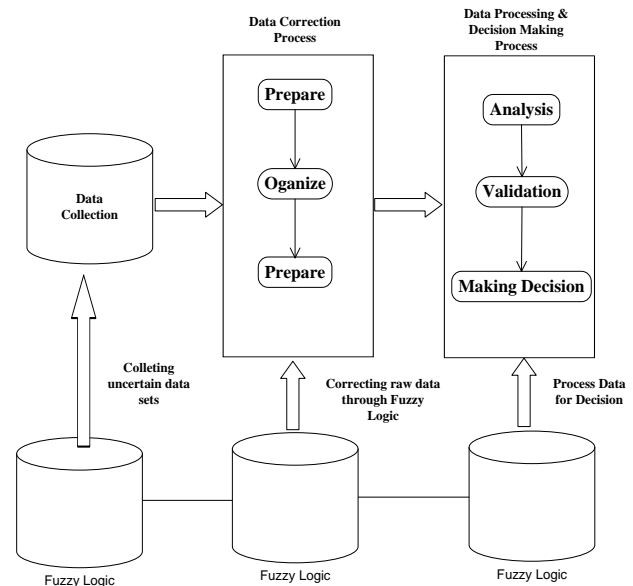 Data Correction
Process
Data Processing &
Decision Making
Process
Prepare
Oganize
Prepare
Analysis
Validation
Making Decision
Data
Collection
Colleting
uncertain data
sets
Correcting raw data
through Fuzzy
Logic
Process Data
for Decision
Fuzzy Logic
Fuzzy Logic
Fuzzy Logic